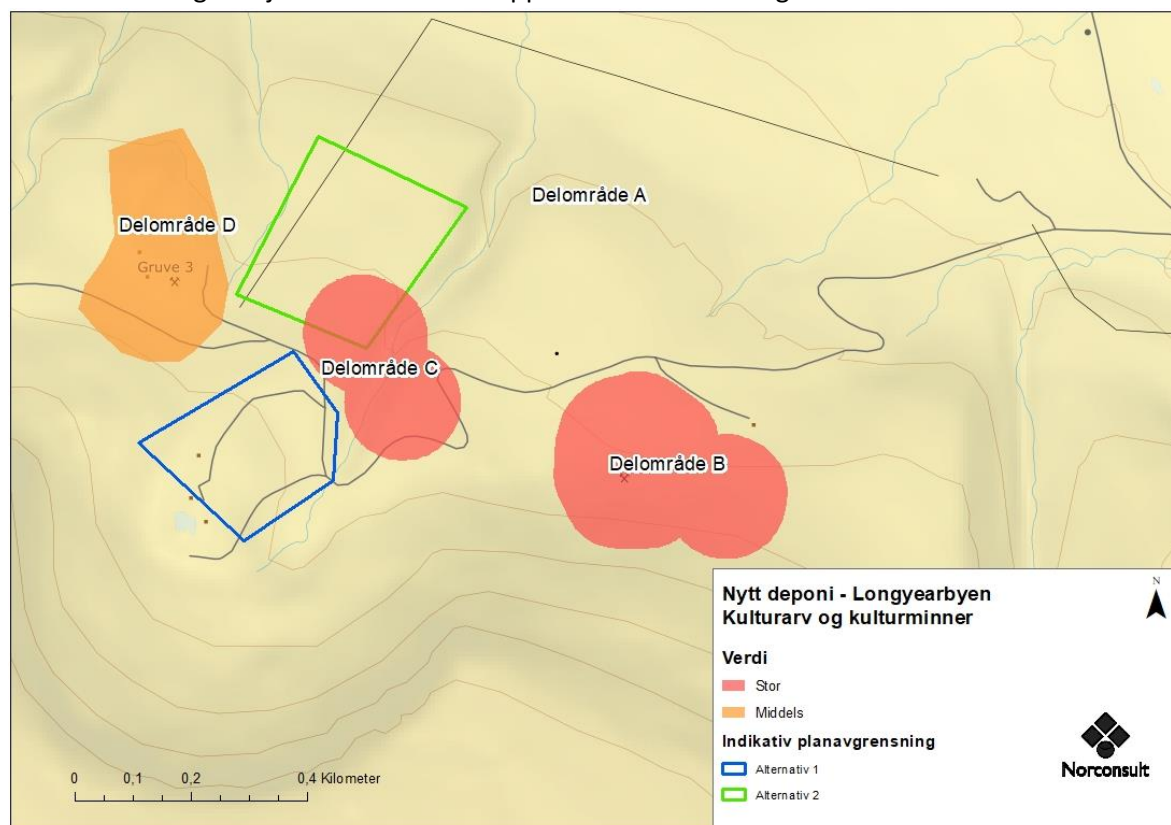 Delområde A
Delområde D
Gruve 3
Delområde C
Delområde B
Nytt deponi - Longyearbyen
Kulturarv og kulturminner
N
Verdi
Stor
Middels
Indikativ planavgrensning
Alternativ 1
Alternativ 2
Norconsult
0 0,1 0,2 0,4 Kilometer